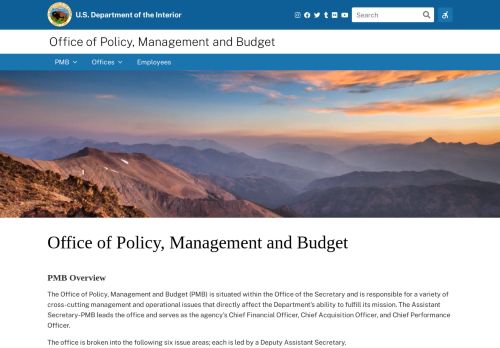 U.S. Department of the Interior
Search
Office of Policy, Management and Budget
PMB Offices Employees
Office of Policy, Management and Budget
PMB Overview
The Office of Policy, Management and Budget (PMB) is situated within the Office of the Secretary and is responsible for a variety of
cross-cutting management and operational issues that directly affect the Department's ability to fulfill its mission. The Assistant
Secretary-PMB leads the office and serves as the agency's Chief Financial Officer, Chief Acquisition Officer, and Chief Performance
Officer.
The office is broken into the following six issue areas; each is led by a Deputy Assistant Secretary.